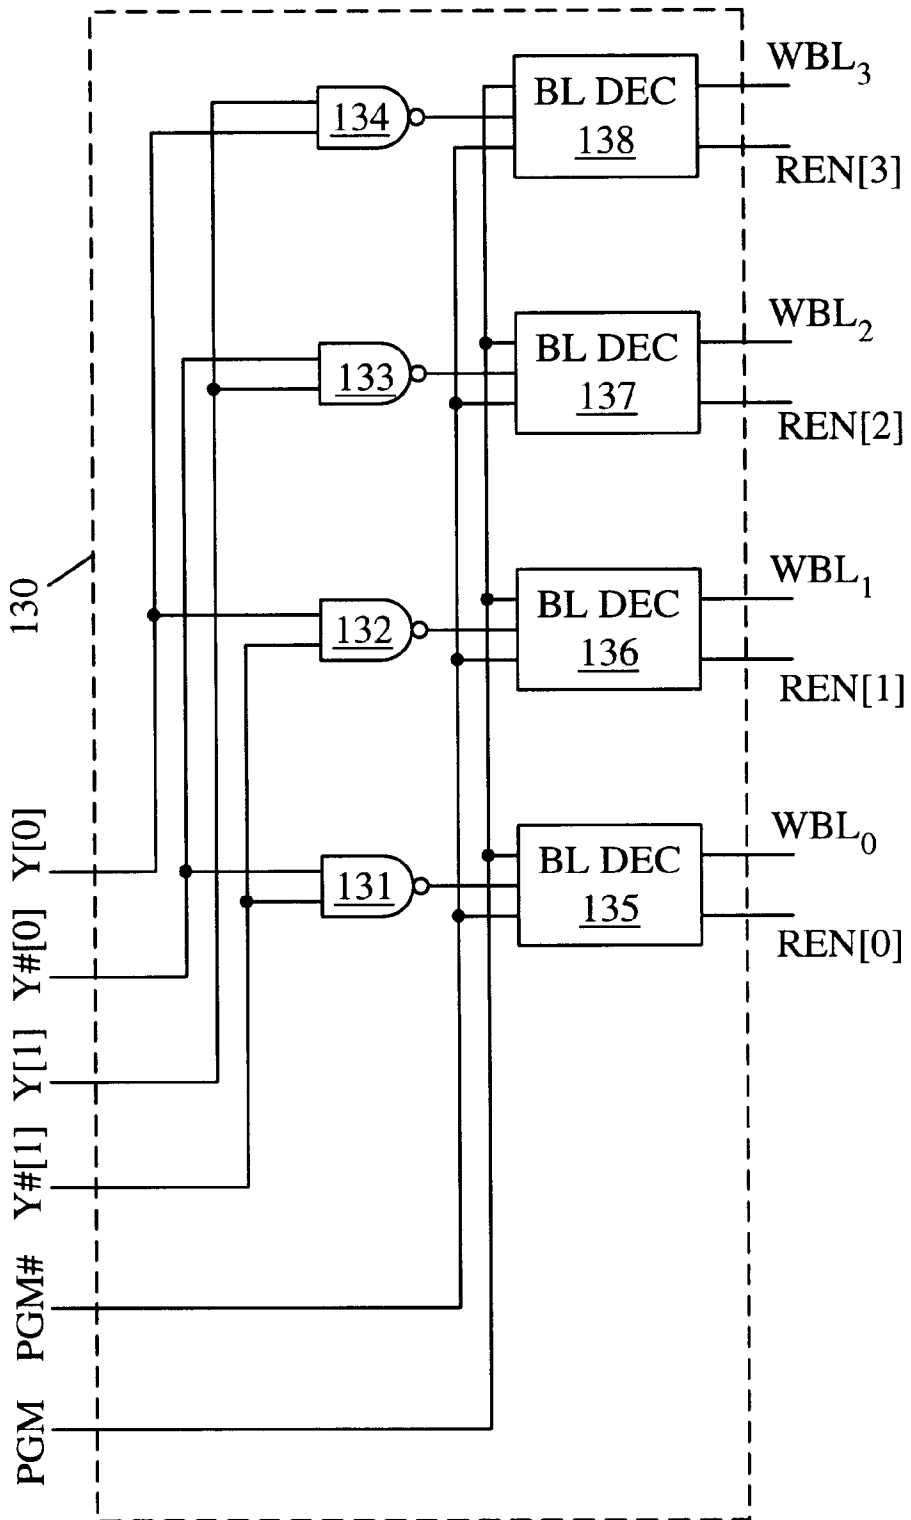 WBL3
134
BL DEC
138
REN[3]
WBL2
133
BL DEC
137
REN[2]
130
WBL1
132
BL DEC
136
REN[1]
Y[0]
WBL0
131
BL DEC
135
REN[0]
Y#[0]
Y[1]
Y#[1]
PGM#
PGM